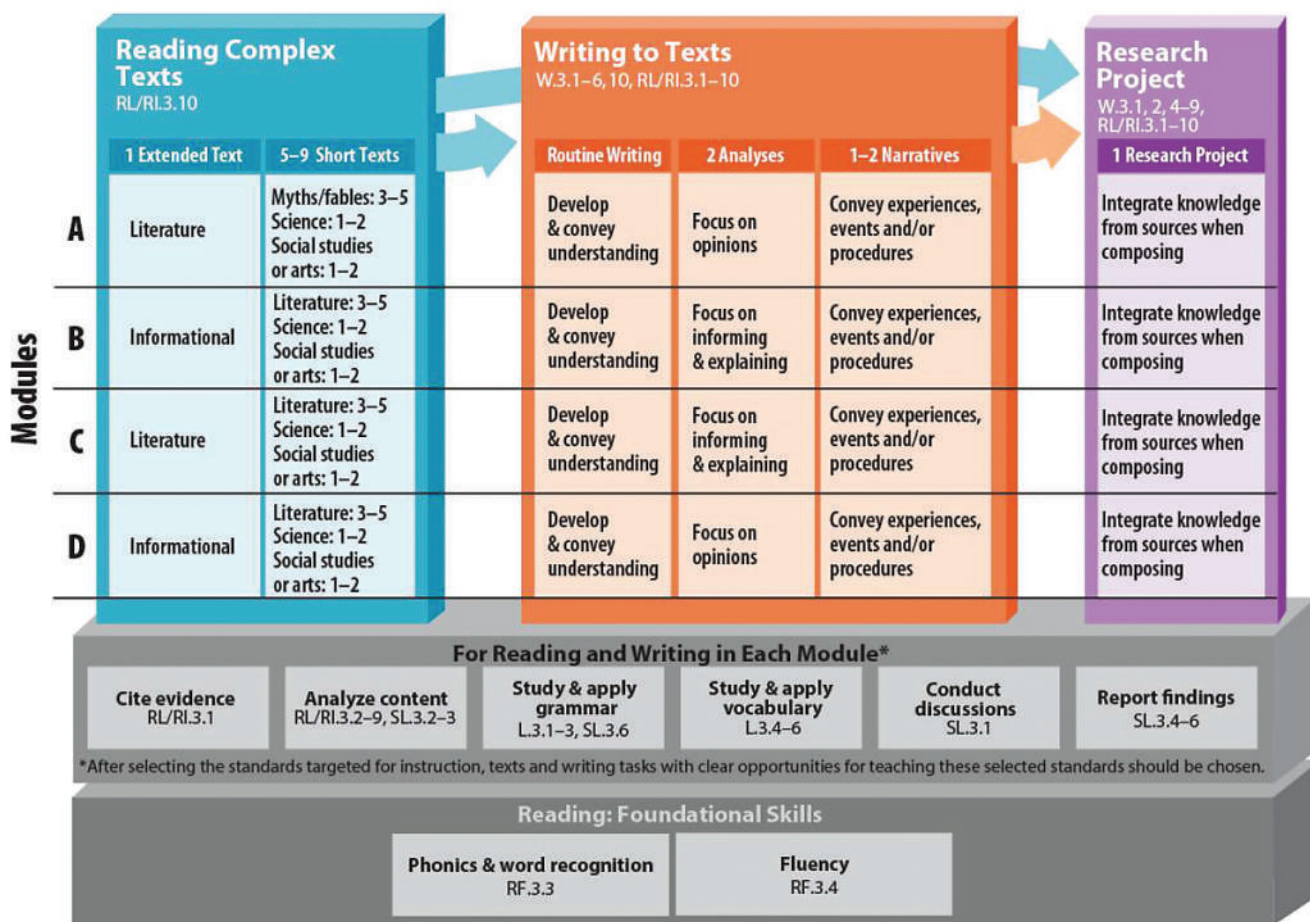 Reading Complex
Texts
RL/RI.3.10
1 Extended Text
5–9 Short Texts
Writing to Texts
W.3.1–6, 10, RL/RI.3.1–10
Routine Writing
2 Analyses
1–2 Narratives
Research
Project
W.3.1, 2, 4–9,
RL/RI.3.1–10
1 Research Project
Modules
A
Literature
Myths/fables: 3–5
Science: 1–2
Social studies
or arts: 1–2
Develop
& convey
understanding
Focus on
opinions
Convey experiences,
events and/or
procedures
Integrate knowledge
from sources when
composing
B
Informational
Literature: 3–5
Science: 1–2
Social studies
or arts: 1–2
Develop
& convey
understanding
Focus on
informing
& explaining
Convey experiences,
events and/or
procedures
Integrate knowledge
from sources when
composing
C
Literature
Literature: 3–5
Science: 1–2
Social studies
or arts: 1–2
Develop
& convey
understanding
Focus on
informing
& explaining
Convey experiences,
events and/or
procedures
Integrate knowledge
from sources when
composing
D
Informational
Literature: 3–5
Science: 1–2
Social studies
or arts: 1–2
Develop
& convey
understanding
Focus on
opinions
Convey experiences,
events and/or
procedures
Integrate knowledge
from sources when
composing
For Reading and Writing in Each Module*
Cite evidence
RL/RI.3.1
Analyze content
RL/RI.3.2–9, SL.3.2–3
Study & apply
grammar
L.3.1–3, SL.3.6
Study & apply
vocabulary
L.3.4–6
Conduct
discussions
SL.3.1
Report findings
SL.3.4–6
*After selecting the standards targeted for instruction, texts and writing tasks with clear opportunities for teaching these selected standards should be chosen.
Reading: Foundational Skills
Phonics & word recognition
RF.3.3
Fluency
RF.3.4